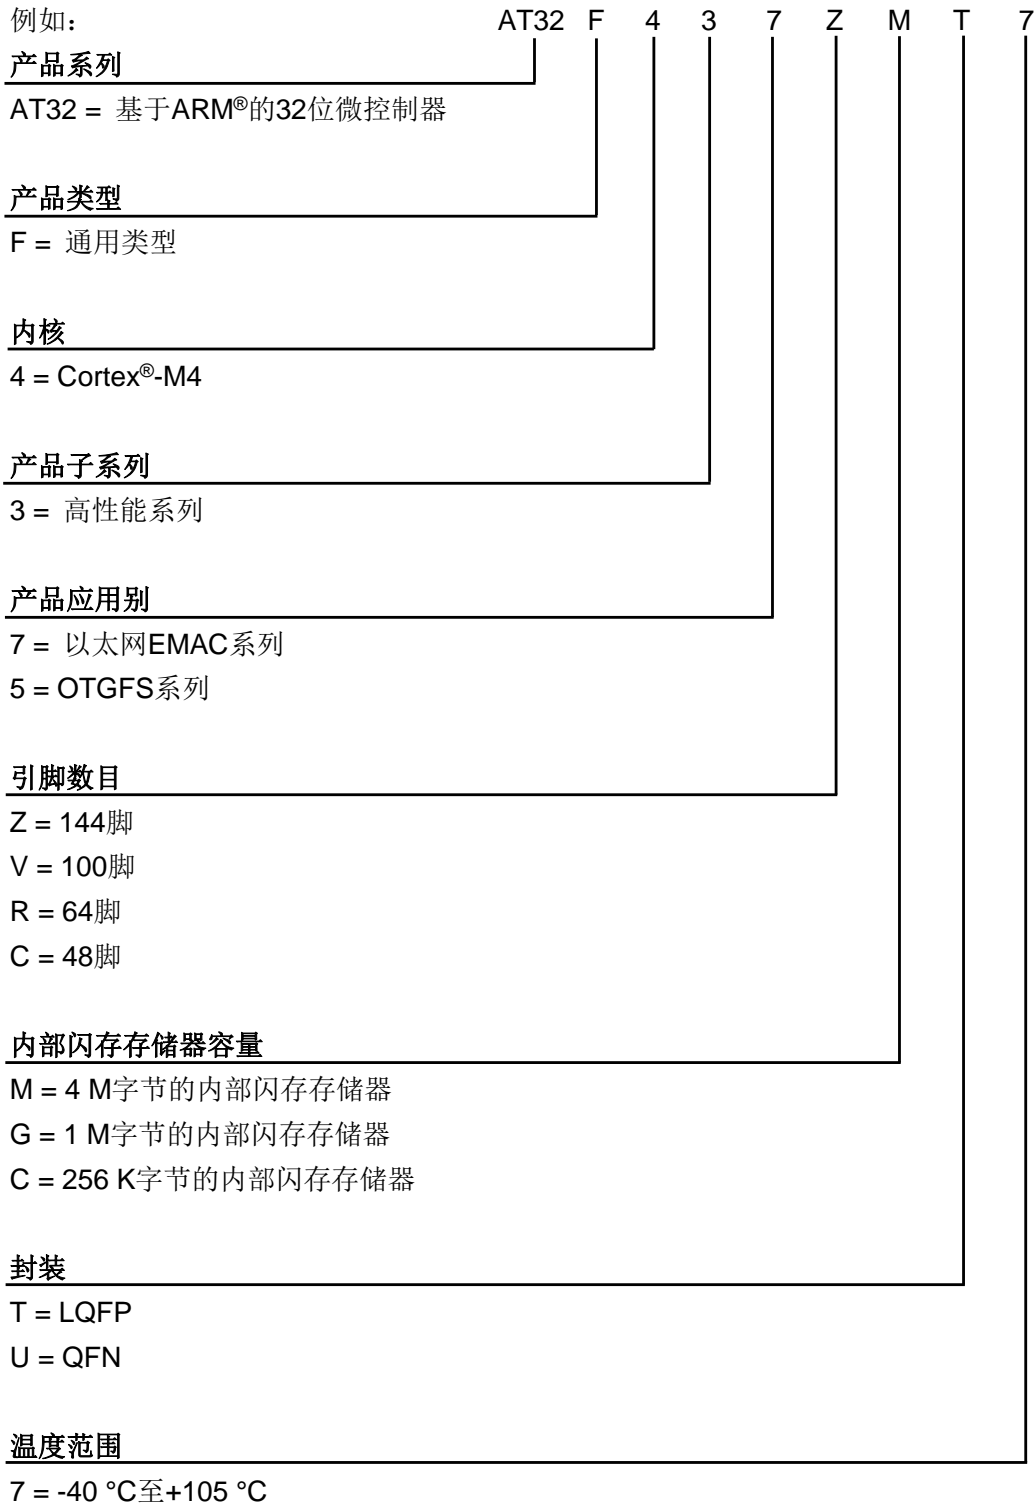 例如: AT32 F 4 3 7 Z M T 7
产品系列
AT32 = 基于ARM®的32位微控制器
产品类型
F = 通用类型
内核
4 = Cortex®-M4
产品子系列
3 = 高性能系列
产品应用别
7 = 以太网EMAC系列
5 = OTGFS系列
引脚数目
Z = 144脚
V = 100脚
R = 64脚
C = 48脚
内部闪存存储器容量
M = 4 M字节的内部闪存存储器
G = 1 M字节的内部闪存存储器
C = 256 K字节的内部闪存存储器
封装
T = LQFP
U = QFN
温度范围
7 = -40 °C至+105 °C